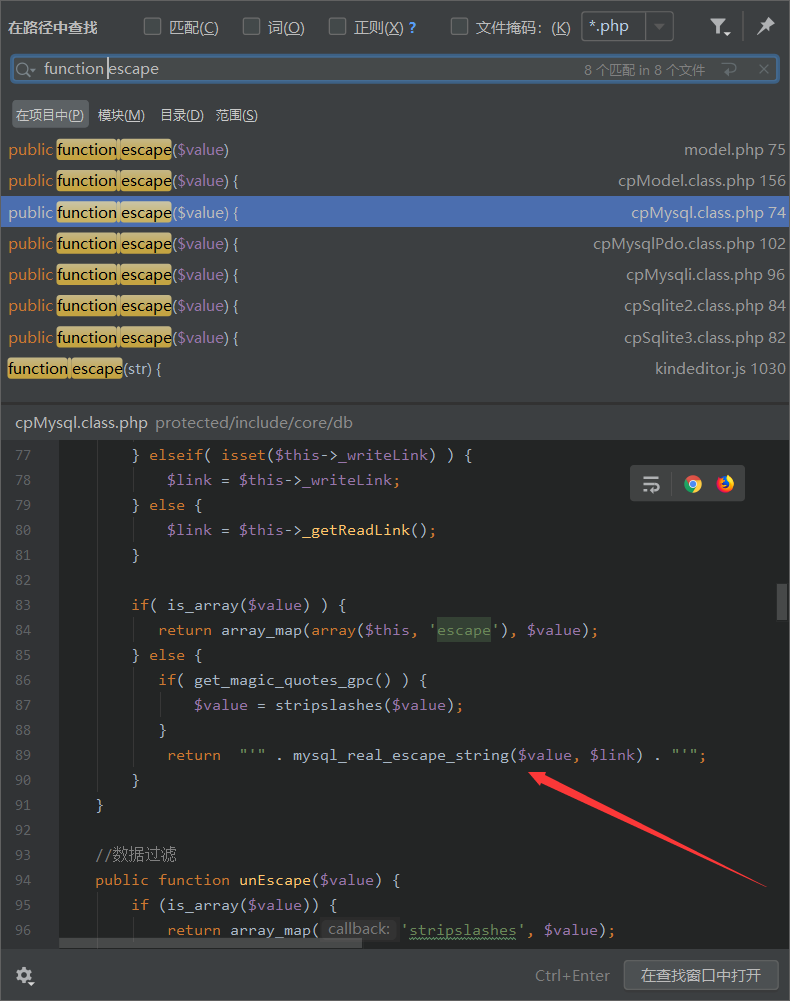 在路径中查找 匹配(C) 词(O) 正则(X) ? 文件掩码: (K) *.php
function escape 8 个匹配 in 8 个文件
在项目中(P) 模块(M) 目录(D) 范围(S)
public function escape($value) model.php 75
public function escape($value) { cpModel.class.php 156
public function escape($value) { cpMysql.class.php 74
public function escape($value) { cpMysqlPdo.class.php 102
public function escape($value) { cpMysqli.class.php 96
public function escape($value) { cpSqlite2.class.php 84
public function escape($value) { cpSqlite3.class.php 82
function escape(str) { kindeditor.js 1030
cpMysql.class.php protected/include/core/db
77 } elseif( isset($this->_writeLink) ) {
78 $link = $this->_writeLink;
79 } else {
80 $link = $this->_getReadLink();
81 }
82
83 if( is_array($value) ) {
84 return array_map(array($this, 'escape'), $value);
85 } else {
86 if( get_magic_quotes_gpc() ) {
87 $value = stripslashes($value);
88 }
89 return "'" . mysql_real_escape_string($value, $link) . "'";
90 }
91 }
92
93 //数据过滤
94 public function unEscape($value) {
95 if (is_array($value)) {
96 return array_map( callback: 'stripslashes', $value);
Ctrl+Enter 在查找窗口中打开